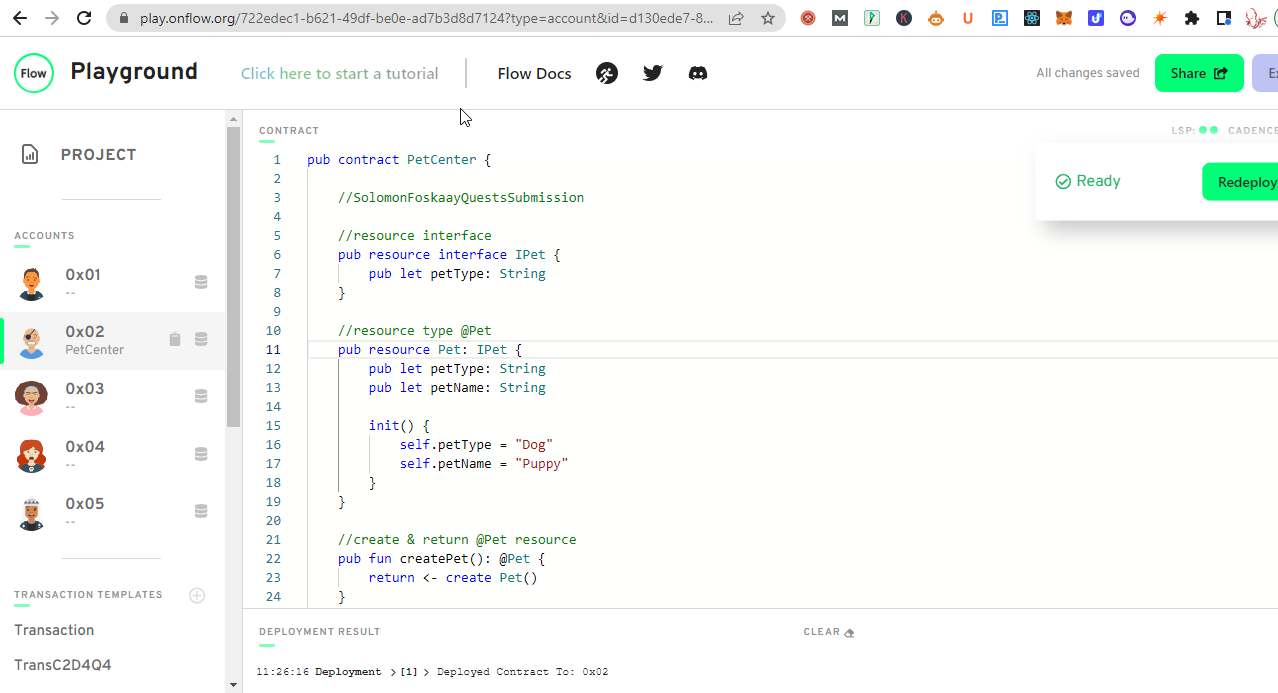 play.onflow.org/722edec1-b621-49df-be0e-ad7b3d8d7124?type=account&id=d130ede7-8...
Flow Playground Click here to start a tutorial Flow Docs All changes saved Share Ex
PROJECT
ACCOUNTS
0x01
--
0x02
PetCenter
0x03
--
0x04
--
0x05
--
TRANSACTION TEMPLATES
Transaction
TransC2D4Q4
CONTRACT LSP: CADENCE
Ready Redeploy
1 pub contract PetCenter {
2
3 //SolomonFoskaayQuestsSubmission
4
5 //resource interface
6 pub resource interface IPet {
7 pub let petType: String
8 }
9
10 //resource type @Pet
11 pub resource Pet: IPet {
12 pub let petType: String
13 pub let petName: String
14
15 init() {
16 self.petType = "Dog"
17 self.petName = "Puppy"
18 }
19 }
20
21 //create & return @Pet resource
22 pub fun createPet(): @Pet {
23 return <- create Pet()
24 }
DEPLOYMENT RESULT CLEAR
11:26:16 Deployment > [1] > Deployed Contract To: 0x02